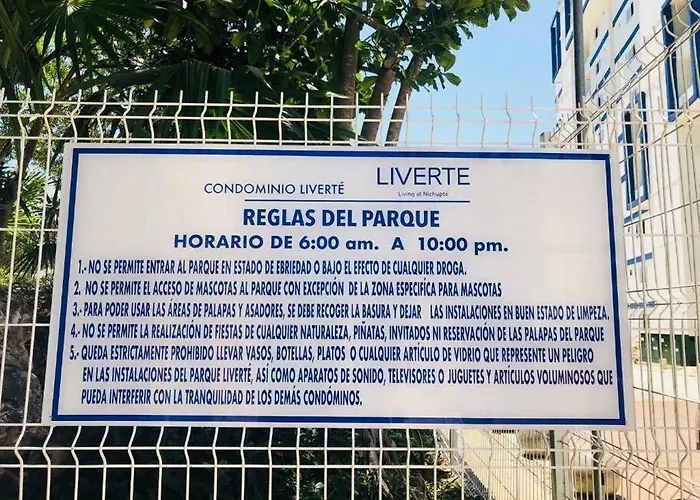 CONDOMINIO LIVERTÉ
LIVERTE
Living at Nichupté
REGLAS DEL PARQUE
HORARIO DE 6:00 am. A 10:00 pm.
1.- NO SE PERMITE ENTRAR AL PARQUE EN ESTADO DE EBRIEDAD O BAJO EL EFECTO DE CUALQUIER DROGA.
2. NO SE PERMITE EL ACCESO DE MASCOTAS AL PARQUE CON EXCEPCIÓN DE LA ZONA ESPECIFICA PARA MASCOTAS
3.- PARA PODER USAR LAS ÁREAS DE PALAPAS Y ASADORES, SE DEBE RECOGER LA BASURA Y DEJAR LAS INSTALACIONES EN BUEN ESTADO DE LIMPEZA.
4.- NO SE PERMITE LA REALIZACIÓN DE FIESTAS DE CUALQUIER NATURALEZA, PIÑATAS, INVITADOS NI RESERVACIÓN DE LAS PALAPAS DEL PARQUE
5.- QUEDA ESTRICTAMENTE PROHIBIDO LLEVAR VASOS, BOTELLAS, PLATOS O CUALQUIER ARTÍCULO DE VIDRIO QUE REPRESENTE UN PELIGRO
EN LAS INSTALACIONES DEL PARQUE LIVERTÉ, ASÍ COMO APARATOS DE SONIDO, TELEVISORES O JUGUETES Y ARTÍCULOS VOLUMINOSOS QUE
PUEDA INTERFERIR CON LA TRANQUILIDAD DE LOS DEMÁS CONDÓMINOS.